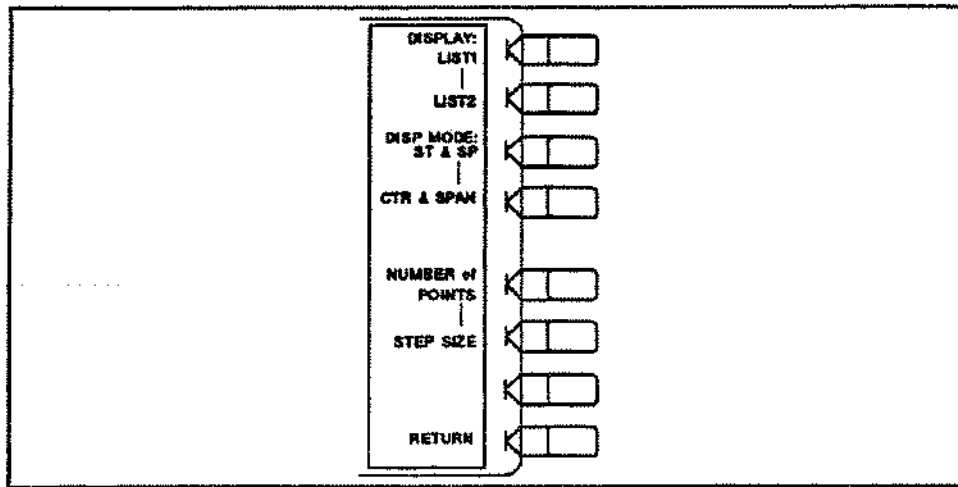 DISPLAY:
LIST1
LIST2
DISP MODE:
ST & SP
CTR & SPAN
NUMBER of
POINTS
STEP SIZE
RETURN